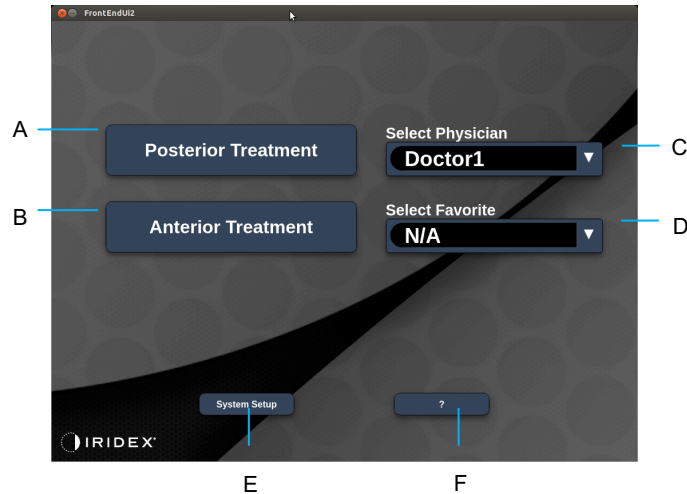 FrontEndUi2
A
Posterior Treatment
Select Physician
Doctor1
C
B
Anterior Treatment
Select Favorite
N/A
D
System Setup
?
IRIDEX
E
F